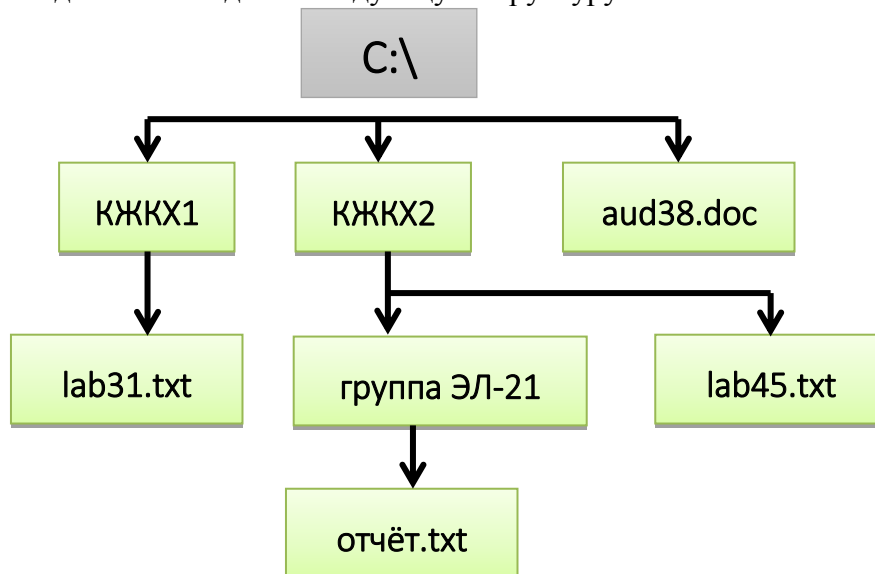 C:\
КЖКХ1
КЖКХ2
aud38.doc
lab31.txt
группа ЭЛ-21
lab45.txt
отчёт.txt